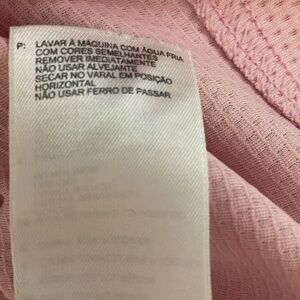 P: LAVAR À MÁQUINA COM ÁGUA FRIA
COM CORES SEMELHANTES
REMOVER IMEDIATAMENTE
NÃO USAR ALVEJANTE
SECAR NO VARAL EM POSIÇÃO
HORIZONTAL
NÃO USAR FERRO DE PASSAR